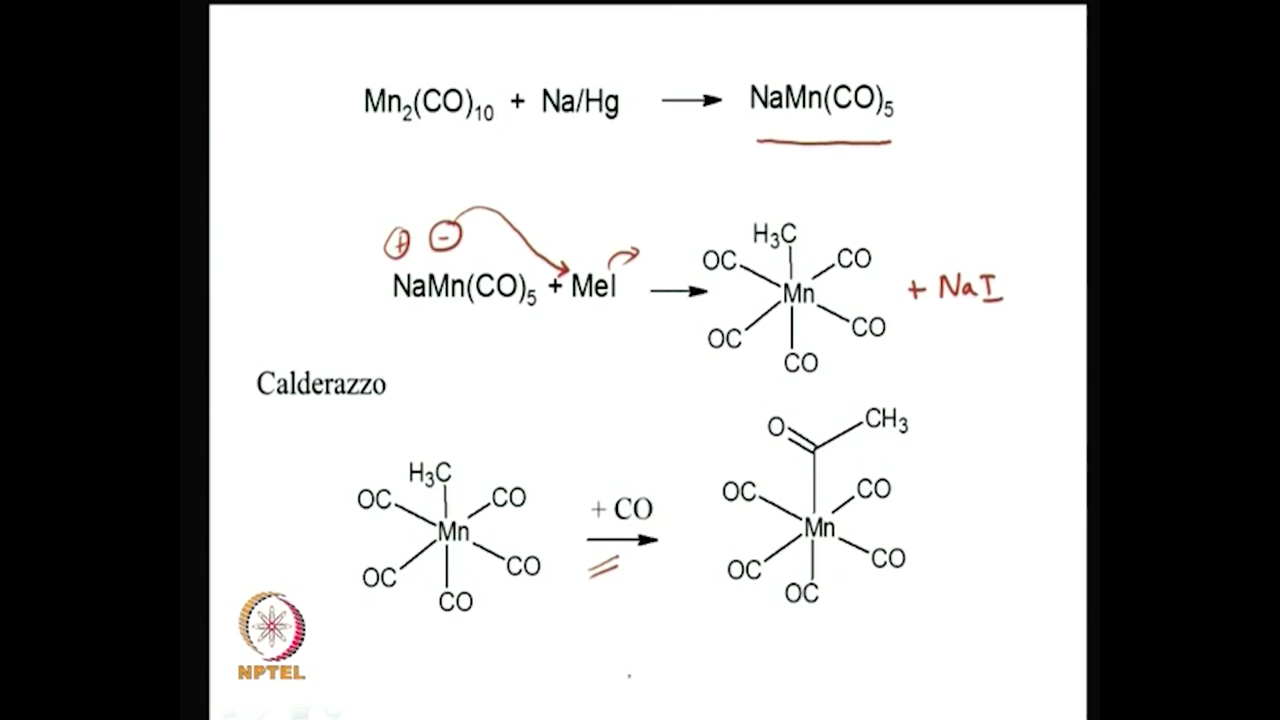 Mn2(CO)10 + Na/Hg → NaMn(CO)5
+ -
NaMn(CO)5 + MeI → H3C OC CO Mn OC CO CO + NaI
Calderazzo
H3C OC CO Mn OC CO CO + CO → O CH3 OC CO Mn OC CO OC
NPTEL